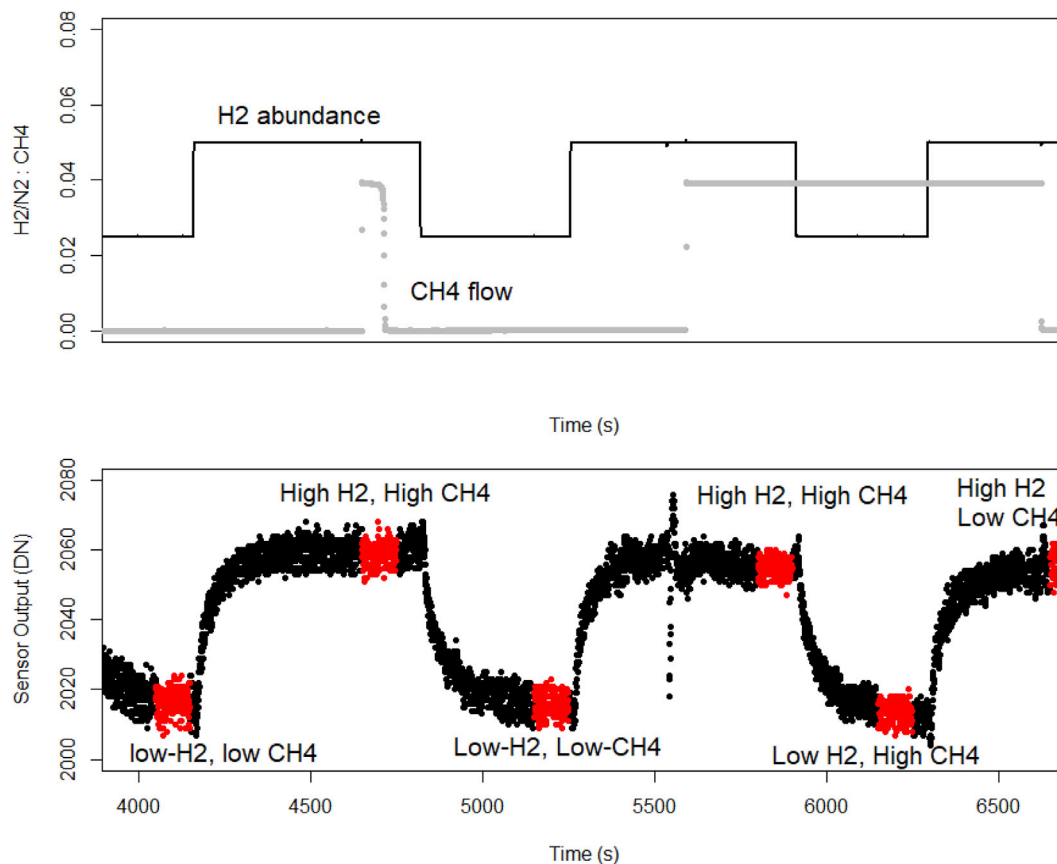 0.08
0.06
0.04
0.02
0.00
H2/N2 : CH4
H2 abundance
CH4 flow
Time (s)
2080
2060
2040
2020
2000
Sensor Output (DN)
High H2, High CH4
High H2, High CH4
High H2
Low CH4
low-H2, low CH4
Low-H2, Low-CH4
Low H2, High CH4
4000 4500 5000 5500 6000 6500
Time (s)